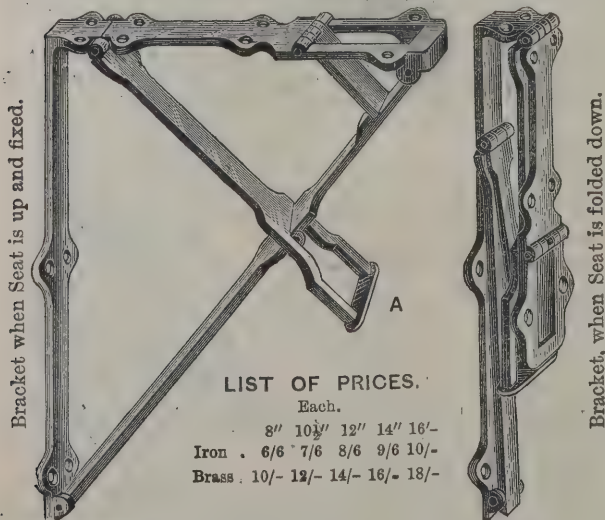 Bracket when Seat is up and fixed.
A
LIST OF PRICES.
Each.
8" 10½" 12" 14" 16'-
Iron . 6/6 7/6 8/6 9/6 10/-
Brass . 10/- 12/- 14/- 16/- 18/-
Bracket when Seat is folded down.